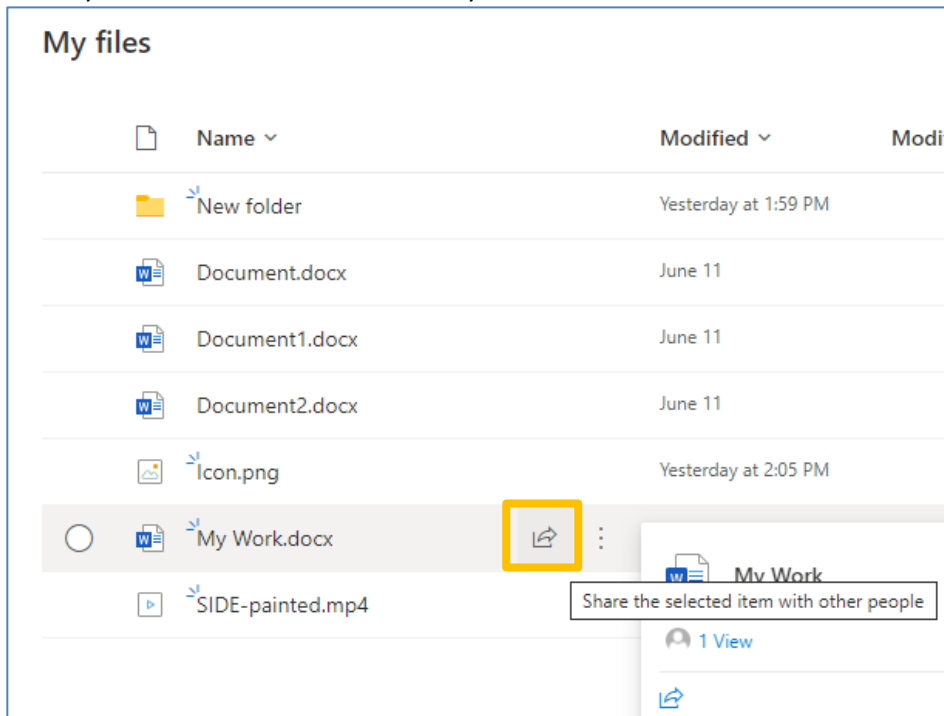 My files
Name Modified Modi
New folder Yesterday at 1:59 PM
Document.docx June 11
Document1.docx June 11
Document2.docx June 11
Icon.png Yesterday at 2:05 PM
My Work.docx
My Work
SIDE-painted.mp4 Share the selected item with other people
1 View